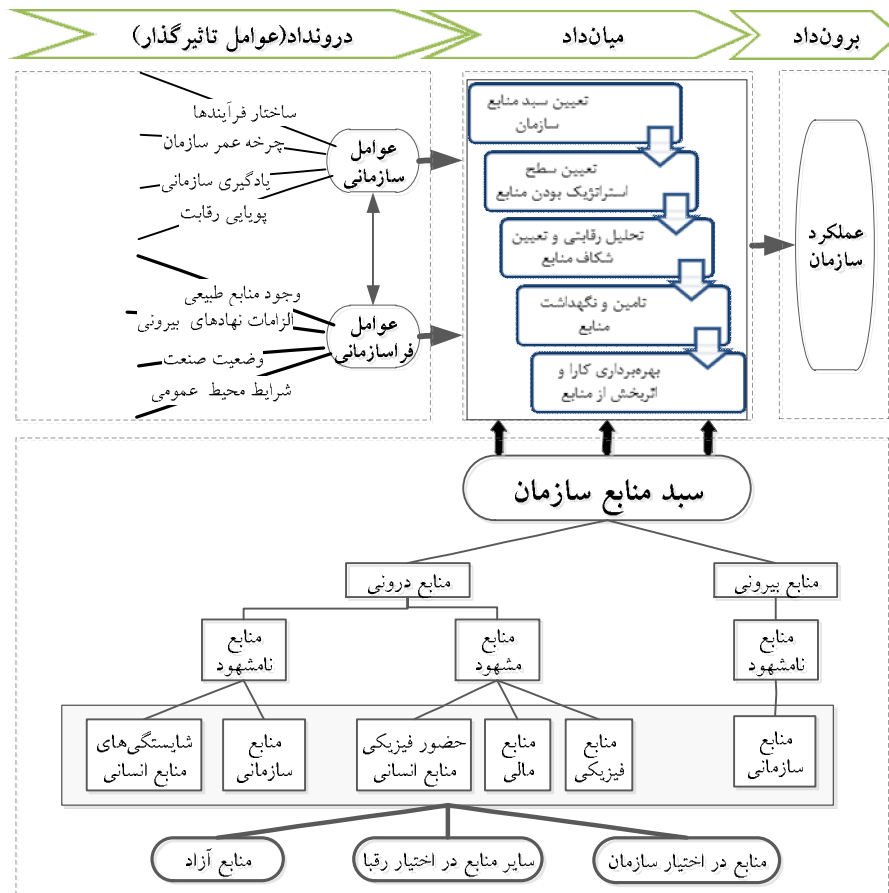 درونداد(عوامل تاثیرگذار)
میان‌داد
برون‌داد
ساختار فرآیندها
چرخه عمر سازمان
یادگیری سازمانی
پویایی رقابت
عوامل
سازمانی
وجود منابع طبیعی
الزامات نهادهای بیرونی
وضعیت صنعت
شرایط محیط عمومی
عوامل
فراسازمانی
تعیین سبد منابع
سازمان
تعیین سطح
استراتژیک بودن منابع
تحلیل رقابتی و تعیین
شکاف منابع
تامین و نگهداشت
منابع
بهره‌برداری کارا و
اثربخش از منابع
عملکرد
سازمان
سبد منابع سازمان
منابع بیرونی
منابع درونی
منابع
نامشهود
منابع
مشهود
منابع
نامشهود
منابع
سازمانی
منابع
فیزیکی
منابع
مالی
حضور فیزیکی
منابع انسانی
منابع
سازمانی
شایستگی‌های
منابع انسانی
منابع در اختیار سازمان
سایر منابع در اختیار رقبا
منابع آزاد